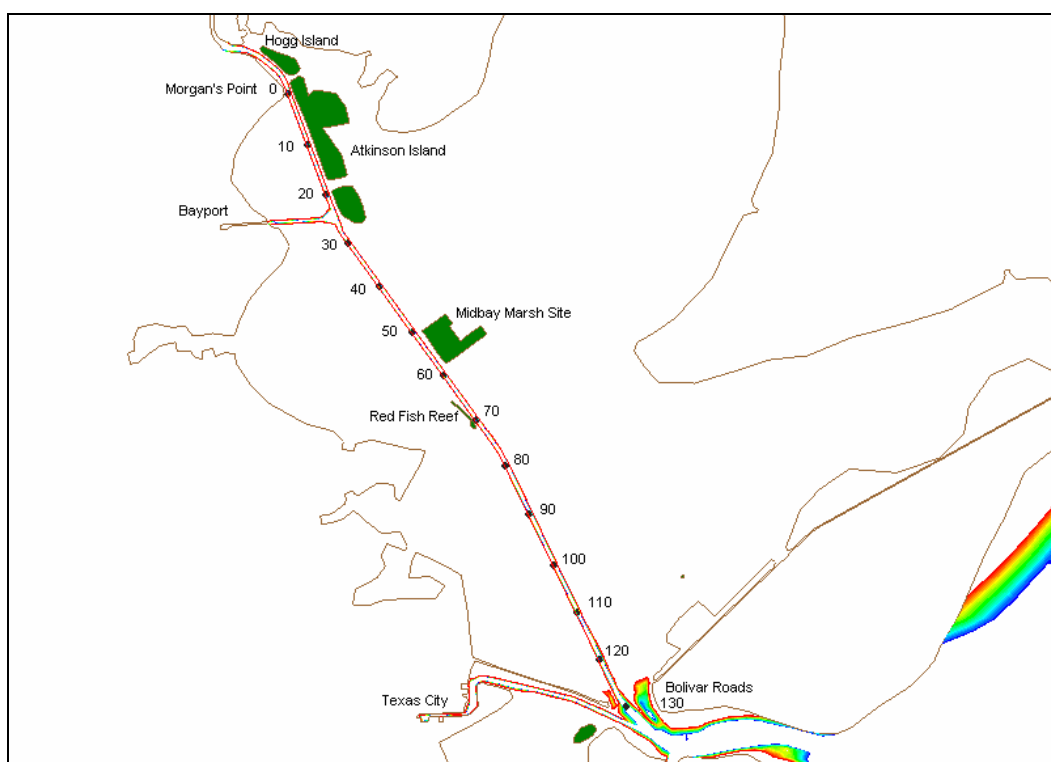 Hogg Island
Morgan's Point
0
10
Atkinson Island
20
Bayport
30
40
Midbay Marsh Site
50
60
70
Red Fish Reef
80
90
100
110
120
Bolivar Roads
Texas City
130